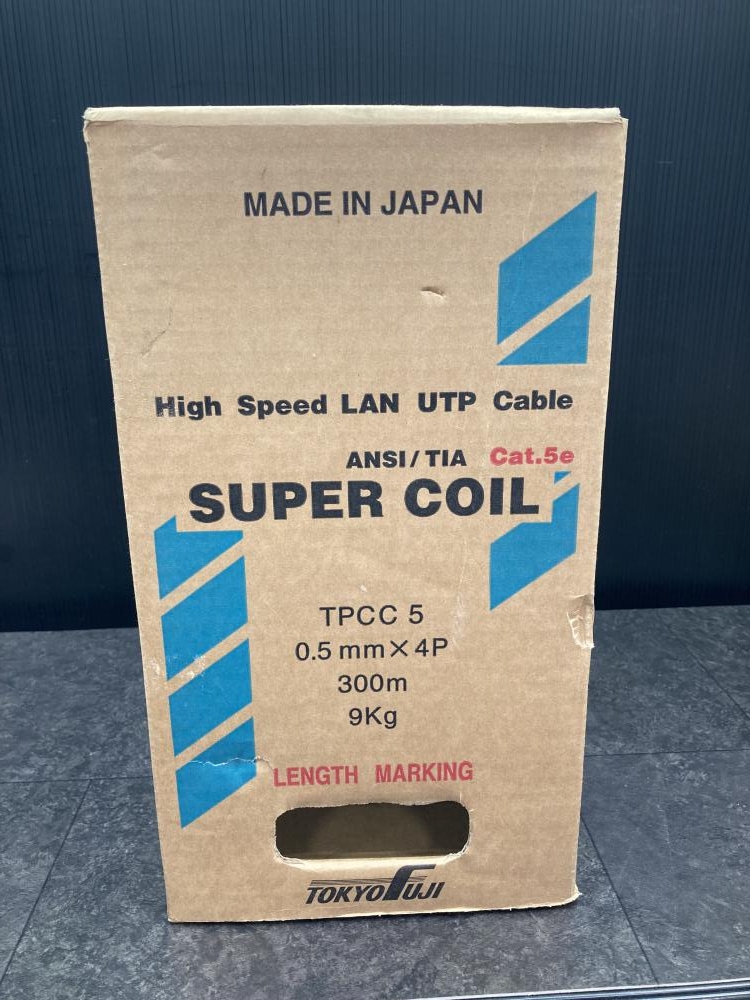 MADE IN JAPAN
High Speed LAN UTP Cable
ANSI/TIA Cat.5e
SUPER COIL
TPCC 5
0.5 mm×4P
300m
9Kg
LENGTH MARKING
TOKYO FUJI